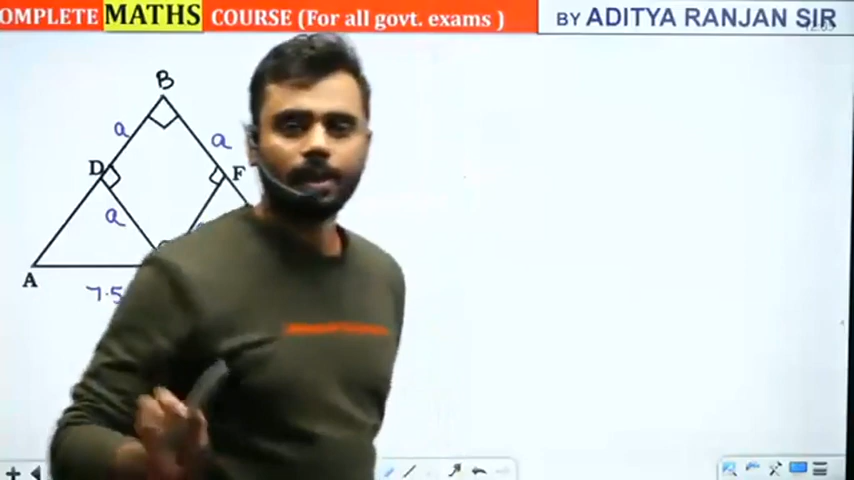 OMPLETE MATHS COURSE (For all govt. exams )
BY ADITYA RANJAN SIR
B
a
a
D
F
a
A
7.5